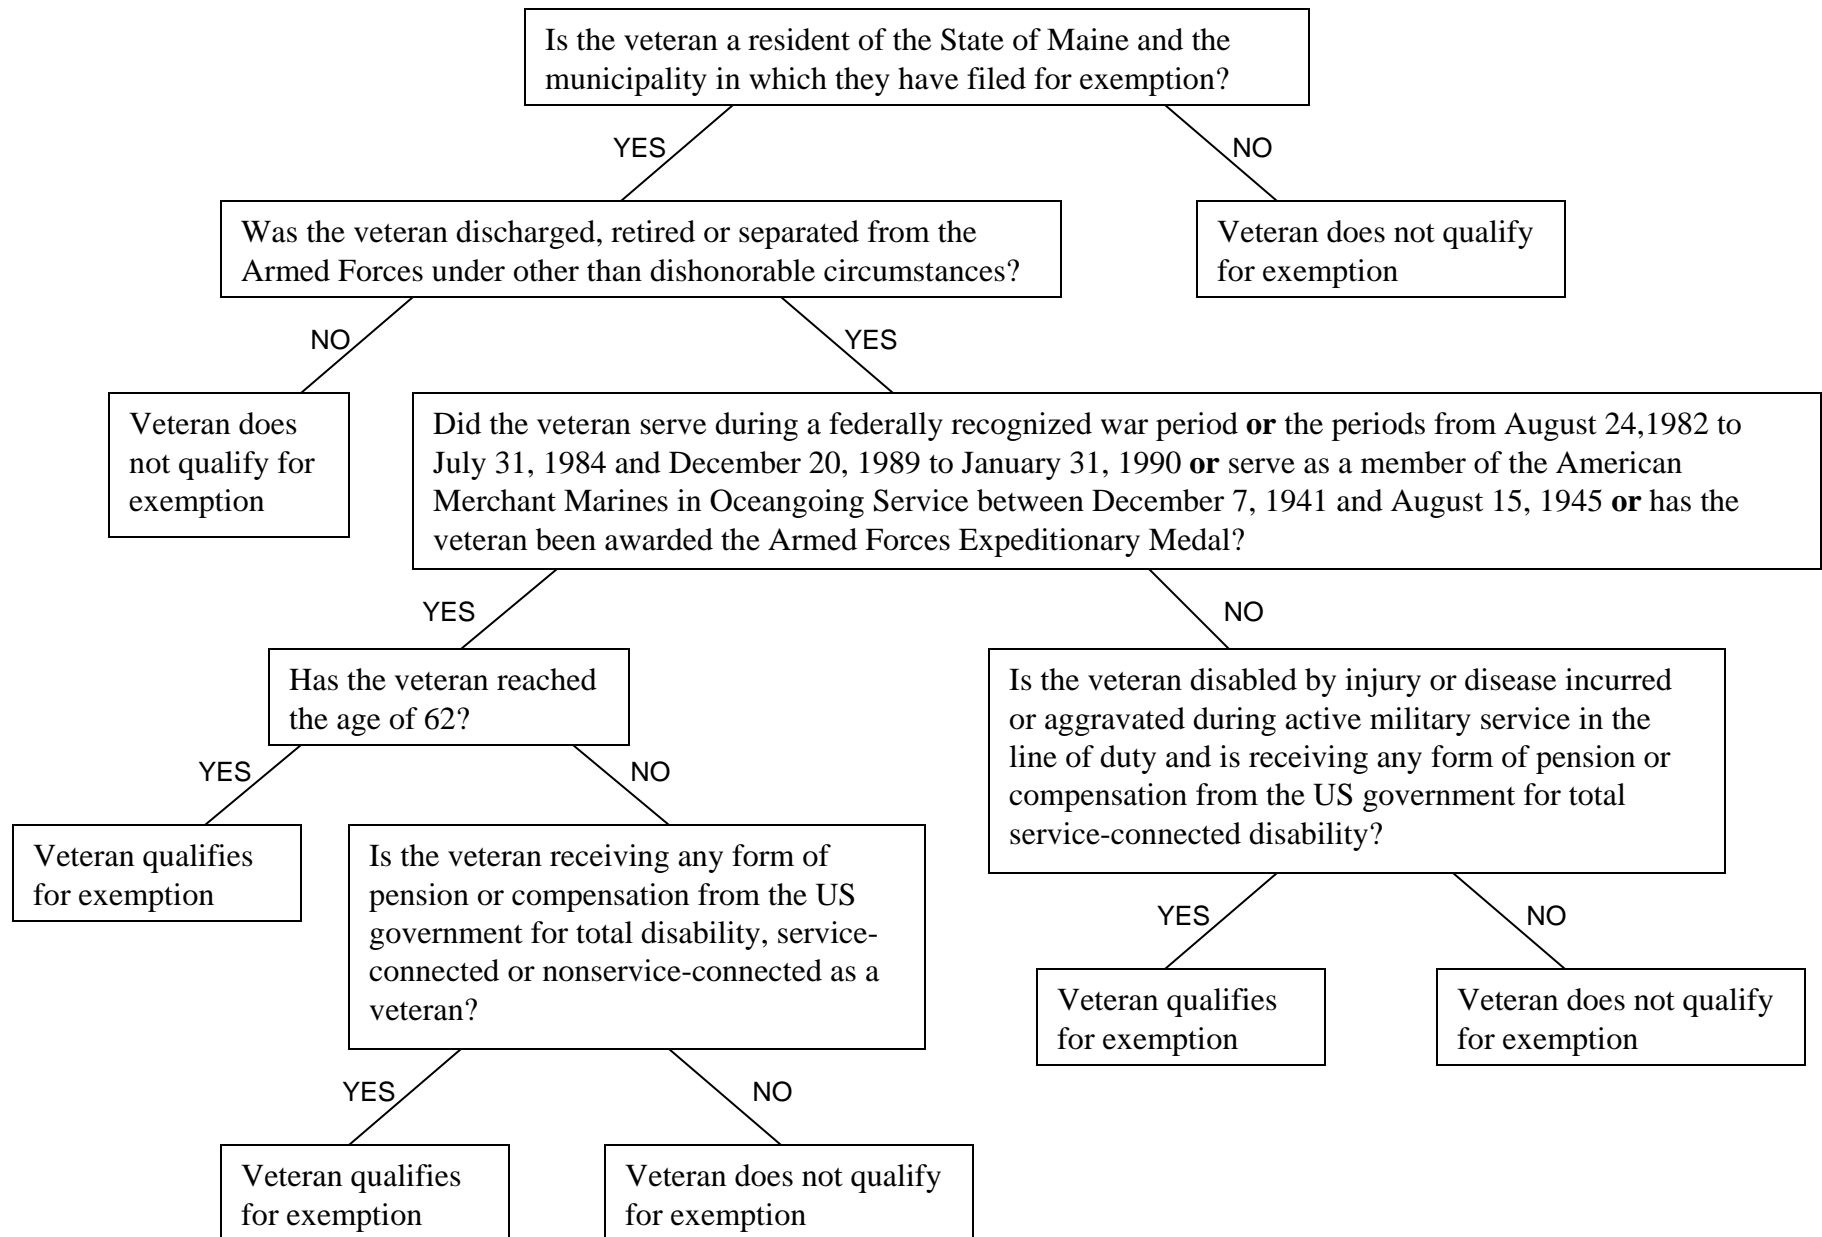 Is the veteran a resident of the State of Maine and the
municipality in which they have filed for exemption?
YES
NO
Was the veteran discharged, retired or separated from the
Armed Forces under other than dishonorable circumstances?
Veteran does not qualify
for exemption
NO
YES
Veteran does
not qualify for
exemption
Did the veteran serve during a federally recognized war period or the periods from August 24,1982 to
July 31, 1984 and December 20, 1989 to January 31, 1990 or serve as a member of the American
Merchant Marines in Oceangoing Service between December 7, 1941 and August 15, 1945 or has the
veteran been awarded the Armed Forces Expeditionary Medal?
YES
NO
Has the veteran reached
the age of 62?
Is the veteran disabled by injury or disease incurred
or aggravated during active military service in the
line of duty and is receiving any form of pension or
compensation from the US government for total
service-connected disability?
YES
NO
Veteran qualifies
for exemption
Is the veteran receiving any form of
pension or compensation from the US
government for total disability, service-
connected or nonservice-connected as a
veteran?
YES
NO
Veteran qualifies
for exemption
Veteran does not qualify
for exemption
YES
NO
Veteran qualifies
for exemption
Veteran does not qualify
for exemption